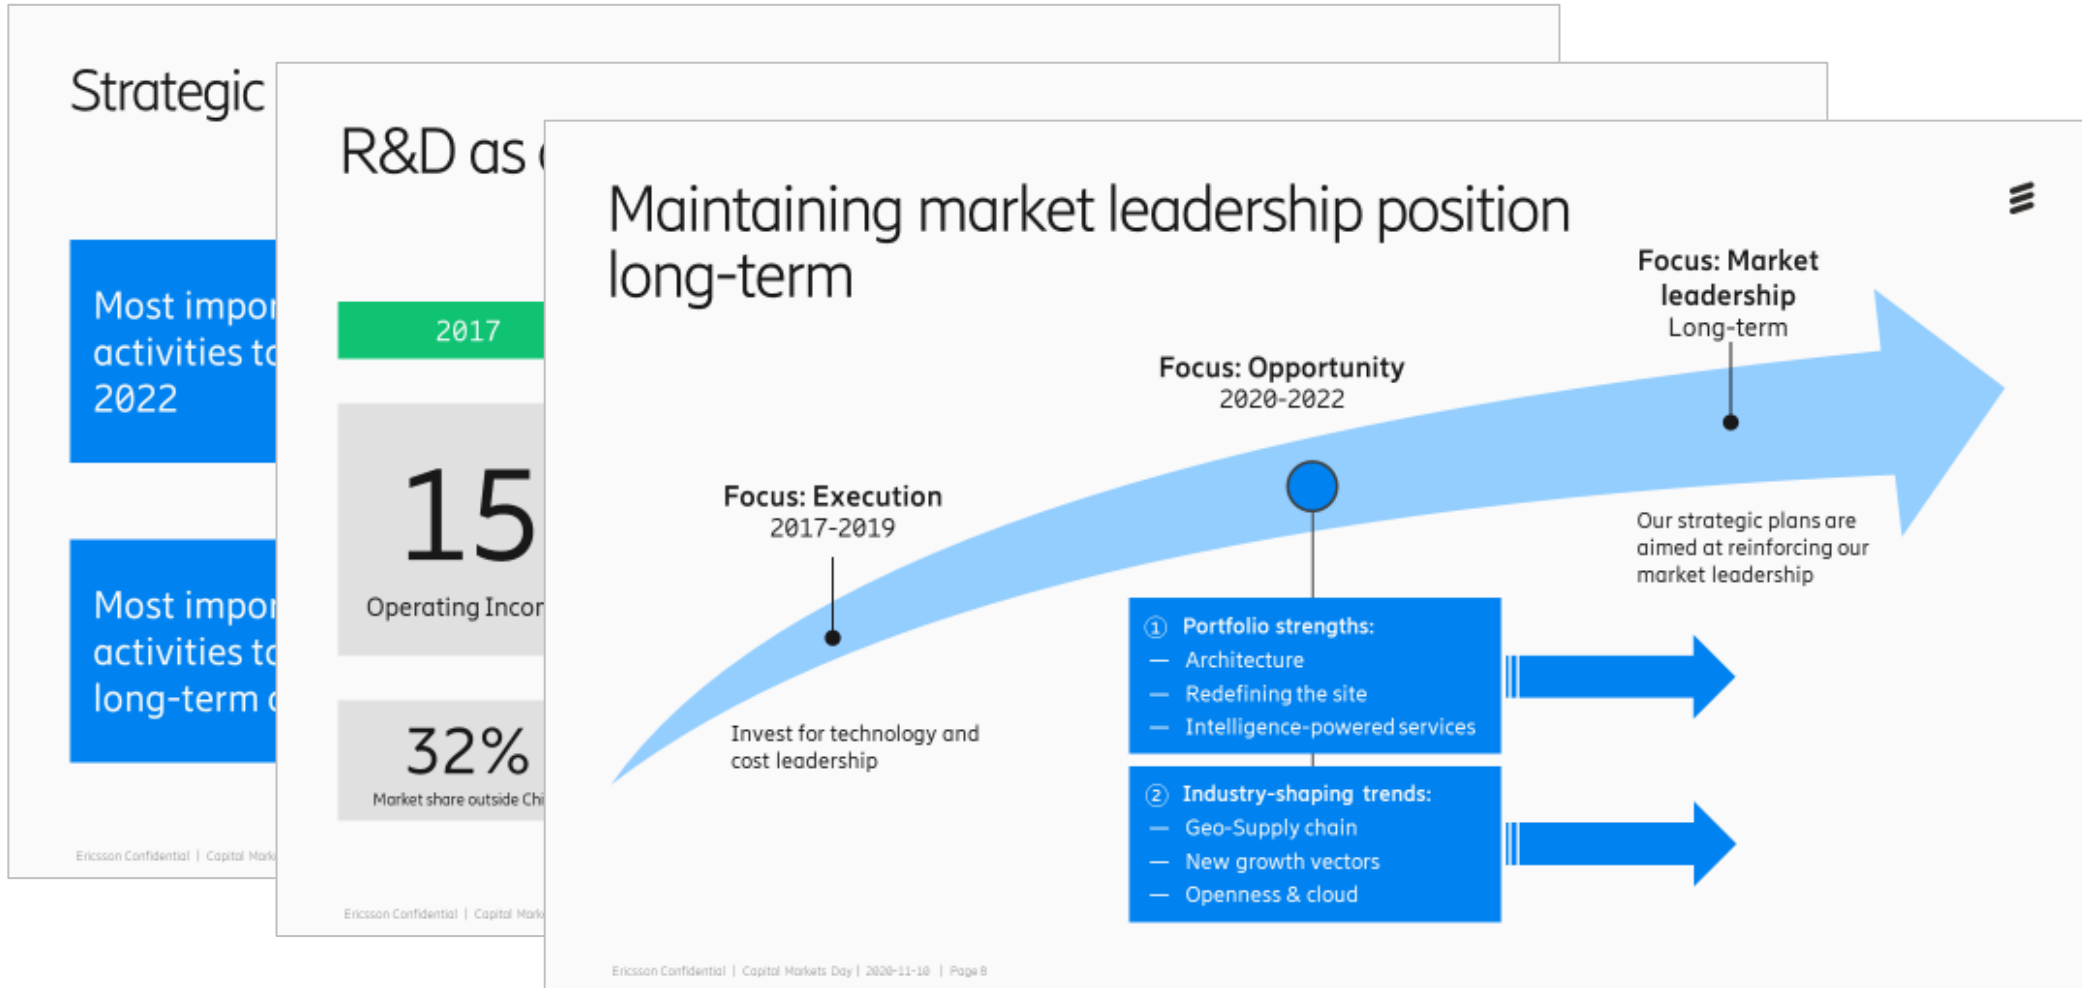 Strategic
Most impor
activities to
2022
Most impor
activities to
long-term
Ericsson Confidential | Capital Mark
R&D as
2017
15
Operating Incom
32%
Market share outside Chi
Ericsson Confidential | Capital Mark
Maintaining market leadership position
long-term
Focus: Execution
2017-2019
Invest for technology and
cost leadership
Focus: Opportunity
2020-2022
① Portfolio strengths:
— Architecture
— Redefining the site
— Intelligence-powered services
② Industry-shaping trends:
— Geo-Supply chain
— New growth vectors
— Openness & cloud
Focus: Market
leadership
Long-term
Our strategic plans are
aimed at reinforcing our
market leadership
Ericsson Confidential | Capital Markets Day | 2020-11-10 | Page 8